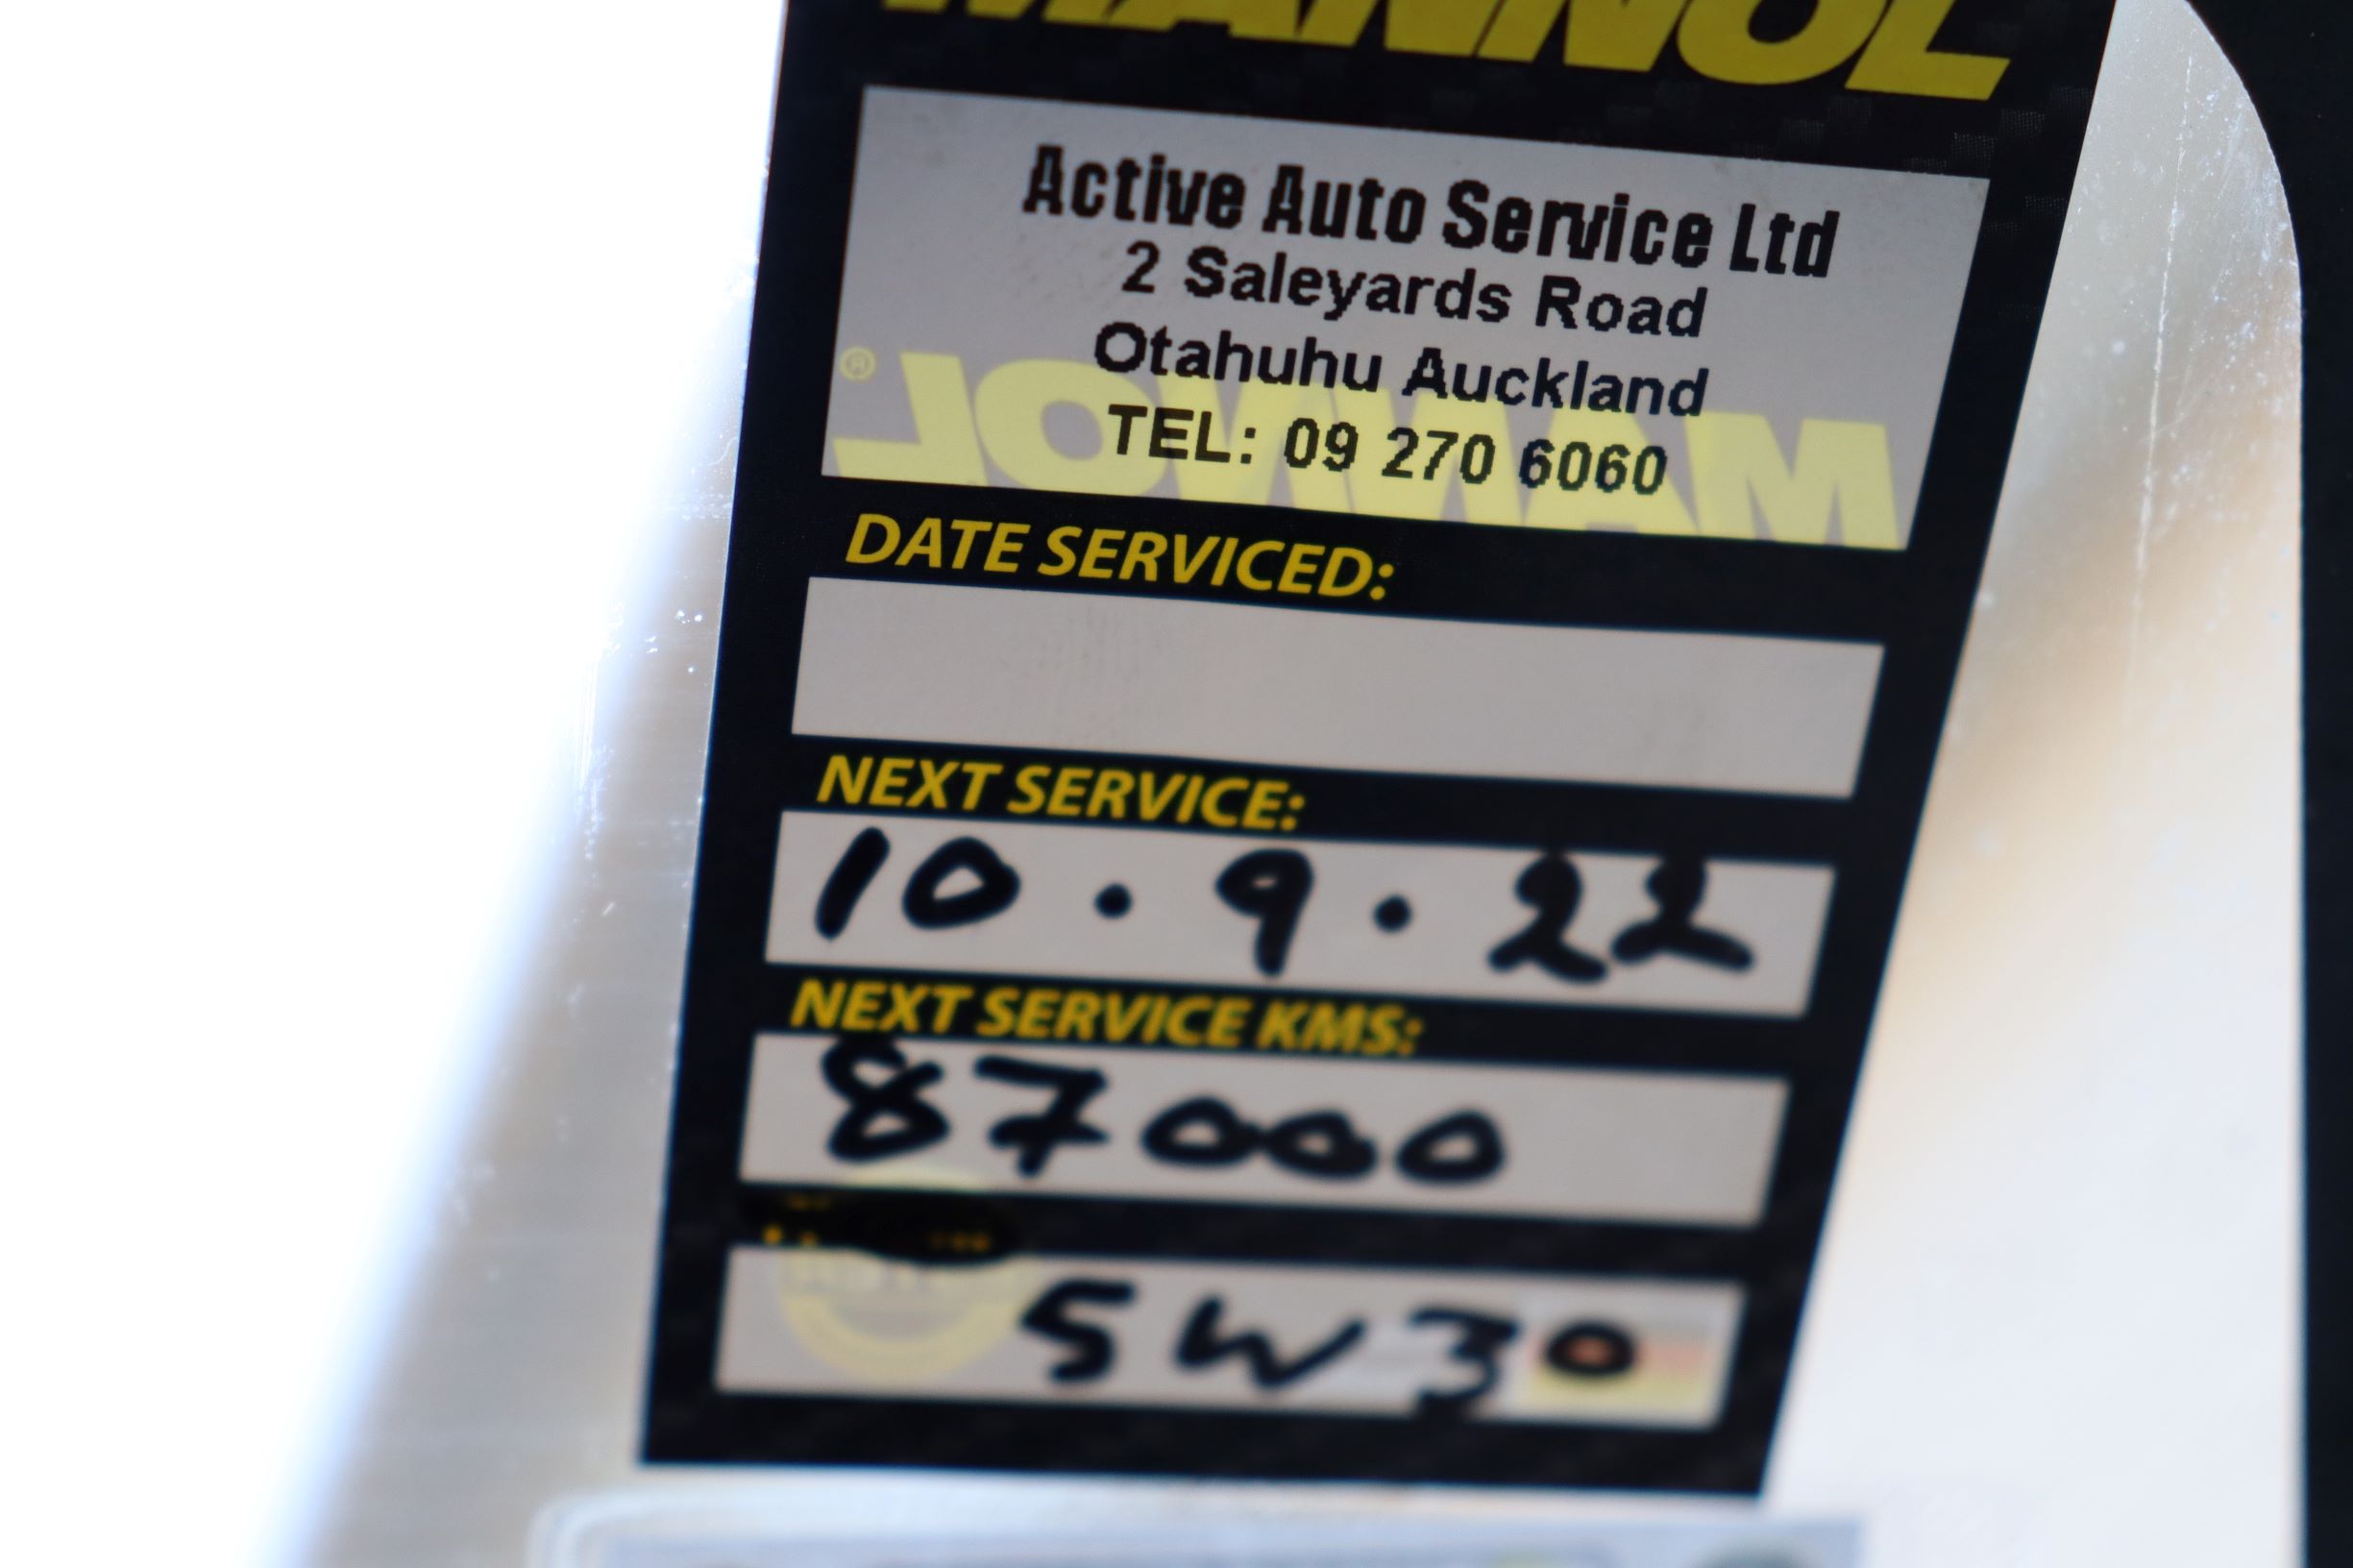 MANNOL
Active Auto Service Ltd
2 Saleyards Road
Otahuhu Auckland
TEL: 09 270 6060
MANNOL®
DATE SERVICED:
NEXT SERVICE:
10.9.22
NEXT SERVICE KMS:
87000
5W30